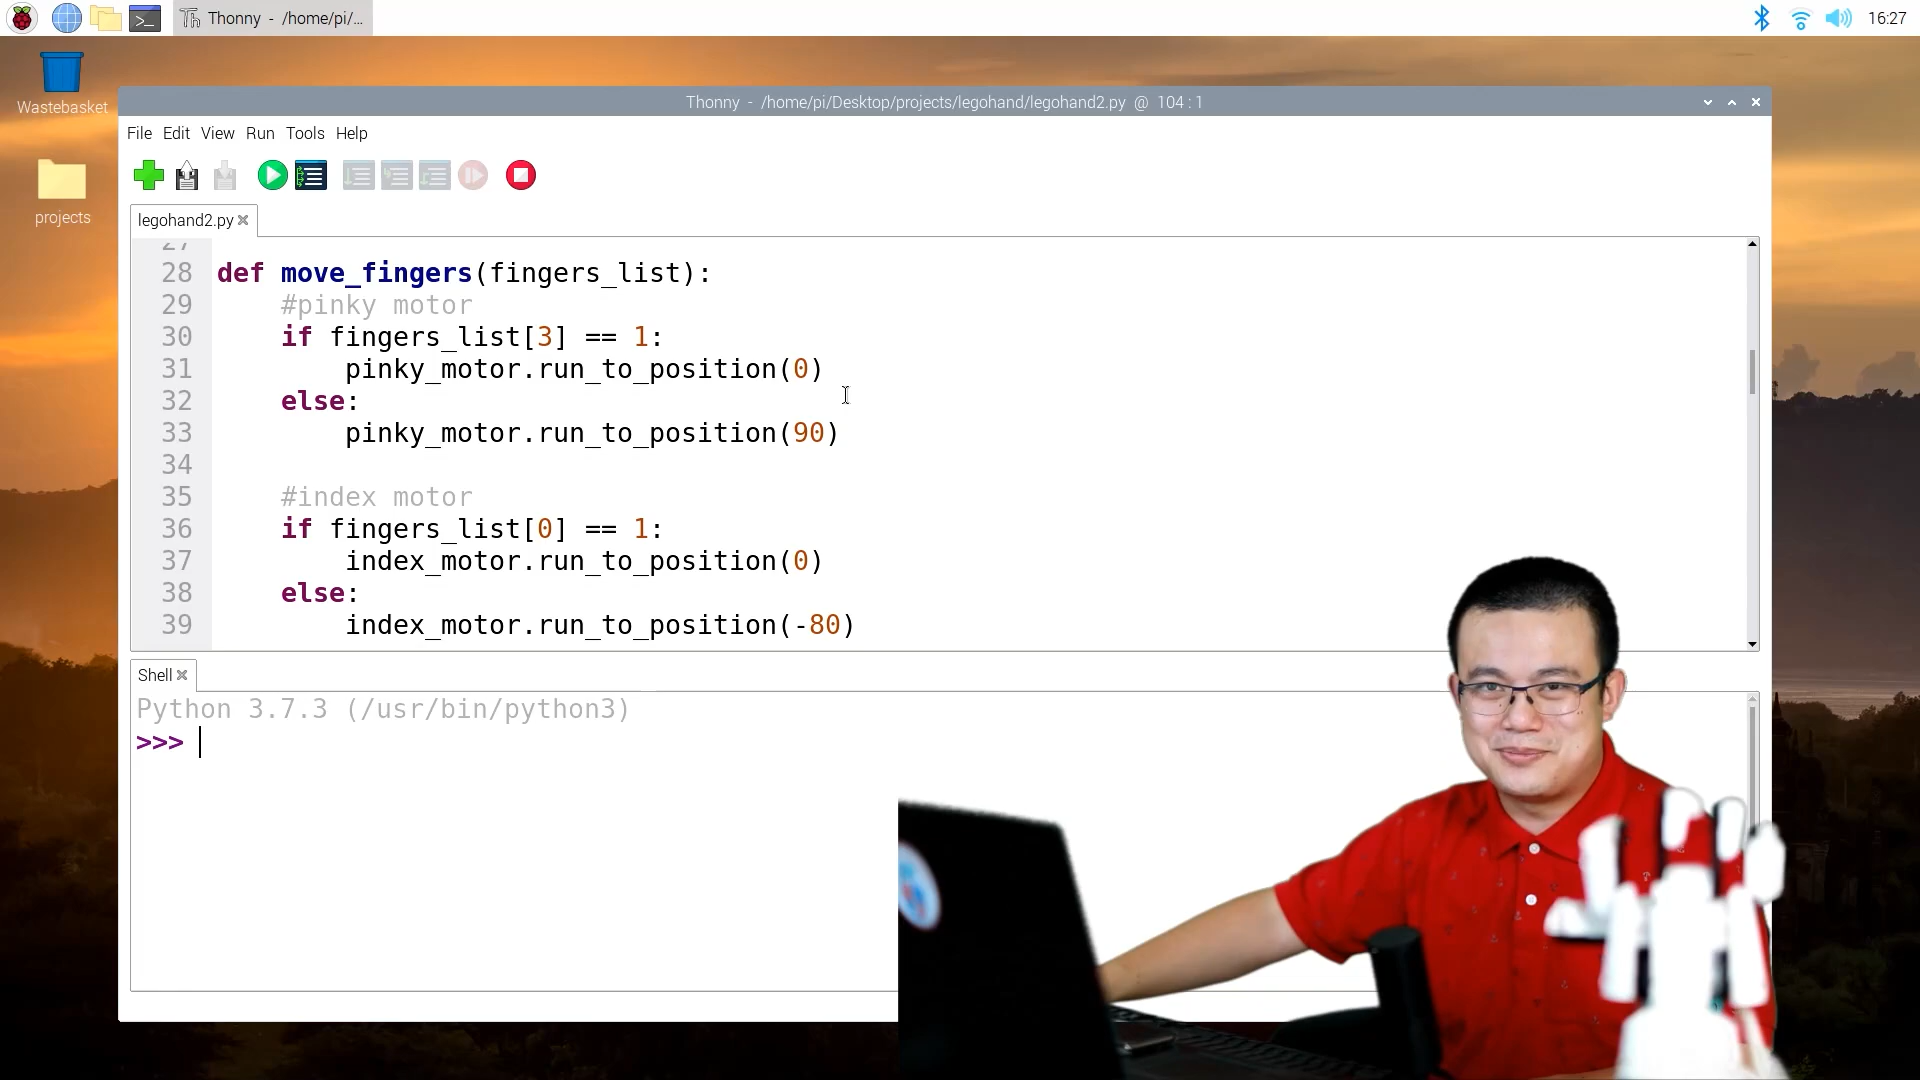 Thonny - /home/pi/...
16:27
Wastebasket
projects
Thonny - /home/pi/Desktop/projects/legohand/legohand2.py @ 104 : 1
File Edit View Run Tools Help
legohand2.py
27
28 def move_fingers(fingers_list):
29 #pinky motor
30 if fingers_list[3] == 1:
31 pinky_motor.run_to_position(0)
32 else:
33 pinky_motor.run_to_position(90)
34
35 #index motor
36 if fingers_list[0] == 1:
37 index_motor.run_to_position(0)
38 else:
39 index_motor.run_to_position(-80)
Shell
Python 3.7.3 (/usr/bin/python3)
>>>